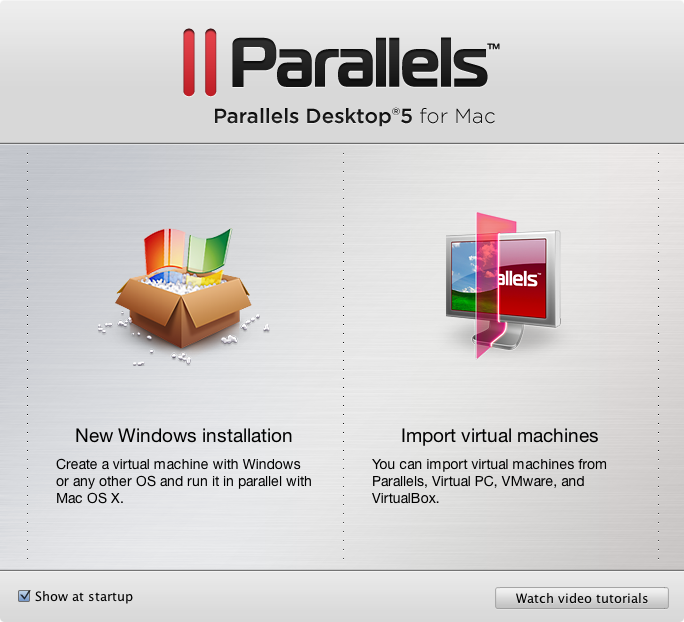 Parallels™
Parallels Desktop®5 for Mac
allels™
New Windows installation
Create a virtual machine with Windows
or any other OS and run it in parallel with
Mac OS X.
Import virtual machines
You can import virtual machines from
Parallels, Virtual PC, VMware, and
VirtualBox.
Show at startup
Watch video tutorials